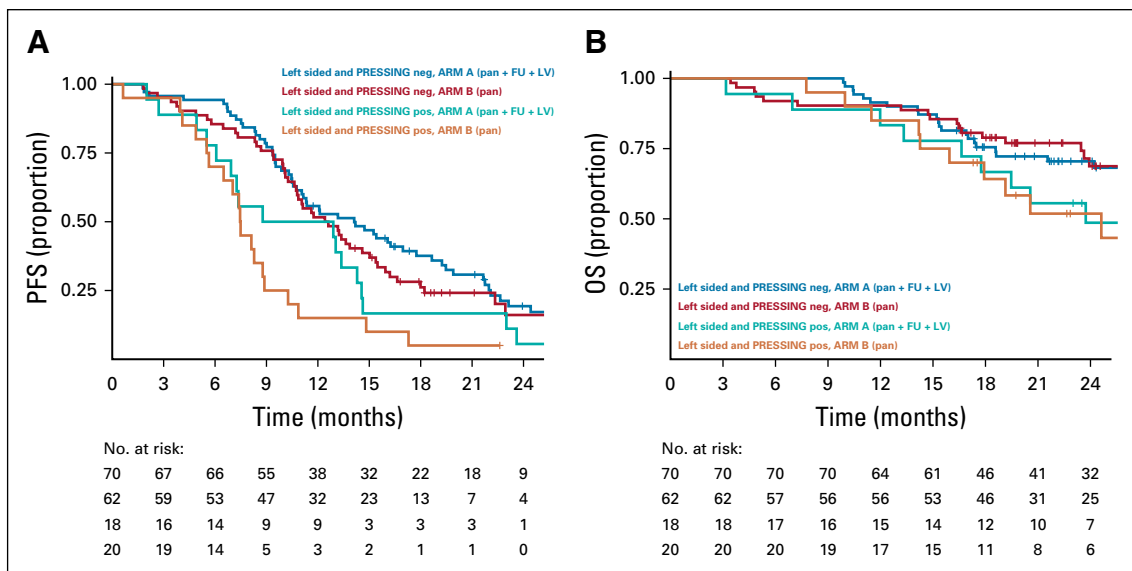 A
PFS (proportion)
1.00
0.75
0.50
0.25
Left sided and PRESSING neg, ARM A (pan + FU + LV)
Left sided and PRESSING neg, ARM B (pan)
Left sided and PRESSING pos, ARM A (pan + FU + LV)
Left sided and PRESSING pos, ARM B (pan)
0 3 6 9 12 15 18 21 24
Time (months)
No. at risk:
70 67 66 55 38 32 22 18 9
62 59 53 47 32 23 13 7 4
18 16 14 9 9 3 3 3 1
20 19 14 5 3 2 1 1 0
B
OS (proportion)
1.00
0.75
0.50
0.25
Left sided and PRESSING neg, ARM A (pan + FU + LV)
Left sided and PRESSING neg, ARM B (pan)
Left sided and PRESSING pos, ARM A (pan + FU + LV)
Left sided and PRESSING pos, ARM B (pan)
0 3 6 9 12 15 18 21 24
Time (months)
No. at risk:
70 70 70 70 64 61 46 41 32
62 62 57 56 56 53 46 31 25
18 18 17 16 15 14 12 10 7
20 20 20 19 17 15 11 8 6